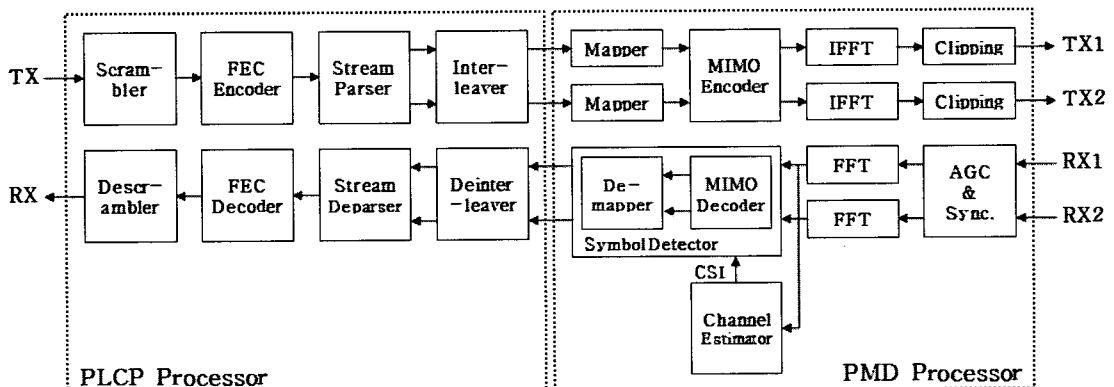 TX
Scram-
bler
FEC
Encoder
Stream
Parser
Inter-
leaver
Mapper
Mapper
MIMO
Encoder
IFFT
IFFT
Clipping
Clipping
TX1
TX2
RX
Descr-
ambler
FEC
Decoder
Stream
Deparser
Deinter
-leaver
De-
mapper
MIMO
Decoder
Symbol Detector
FFT
FFT
AGC
&
Sync.
RX1
RX2
CSI
Channel
Estimator
PLCP Processor
PMD Processor